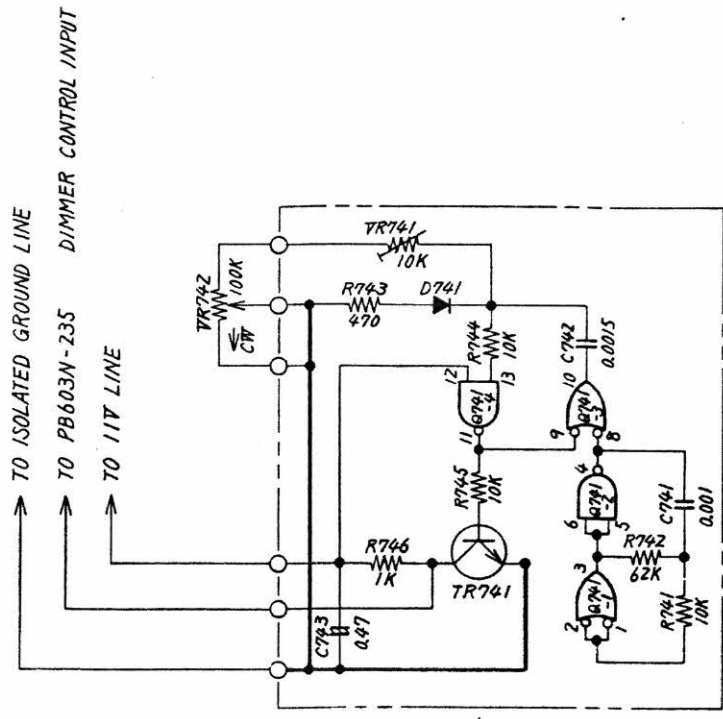 TO ISOLATED GROUND LINE
TO PB603N-235 DIMMER CONTROL INPUT
TO 11V LINE
VR742
100K
CW
VR741
10K
R743
470
D741
R744
10K
12
13
Q741
-4
11
R745
10K
R746
1K
TR741
C743
0.47
C742
0.0015
10
Q741
-3
9
8
4
Q741
-2
6
5
C741
0.001
R742
62K
3
Q741
-1
2
1
R741
10K